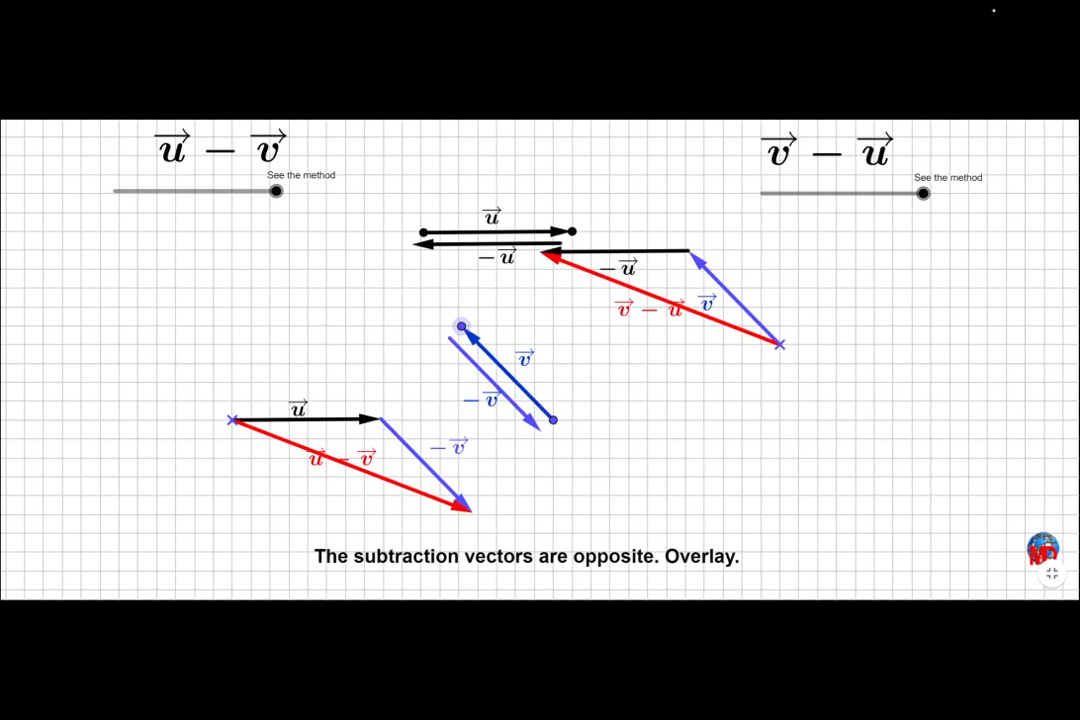 u⃗ − v⃗
See the method
v⃗ − u⃗
See the method
u⃗
− u⃗
− u⃗
v⃗ − u⃗
v⃗
v⃗
− v⃗
u⃗
− v⃗
u⃗ − v⃗
The subtraction vectors are opposite. Overlay.